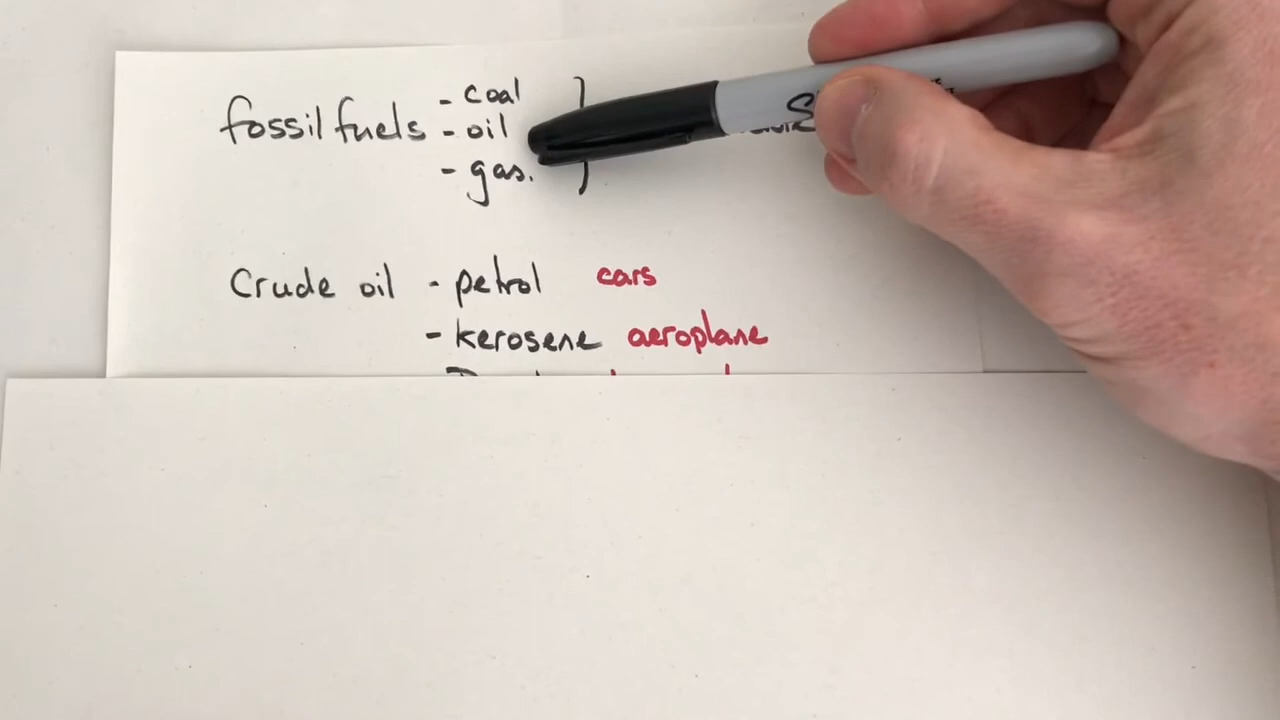 - coal
fossil fuels - oil
- gas.
Crude oil - petrol cars
- kerosene aeroplane